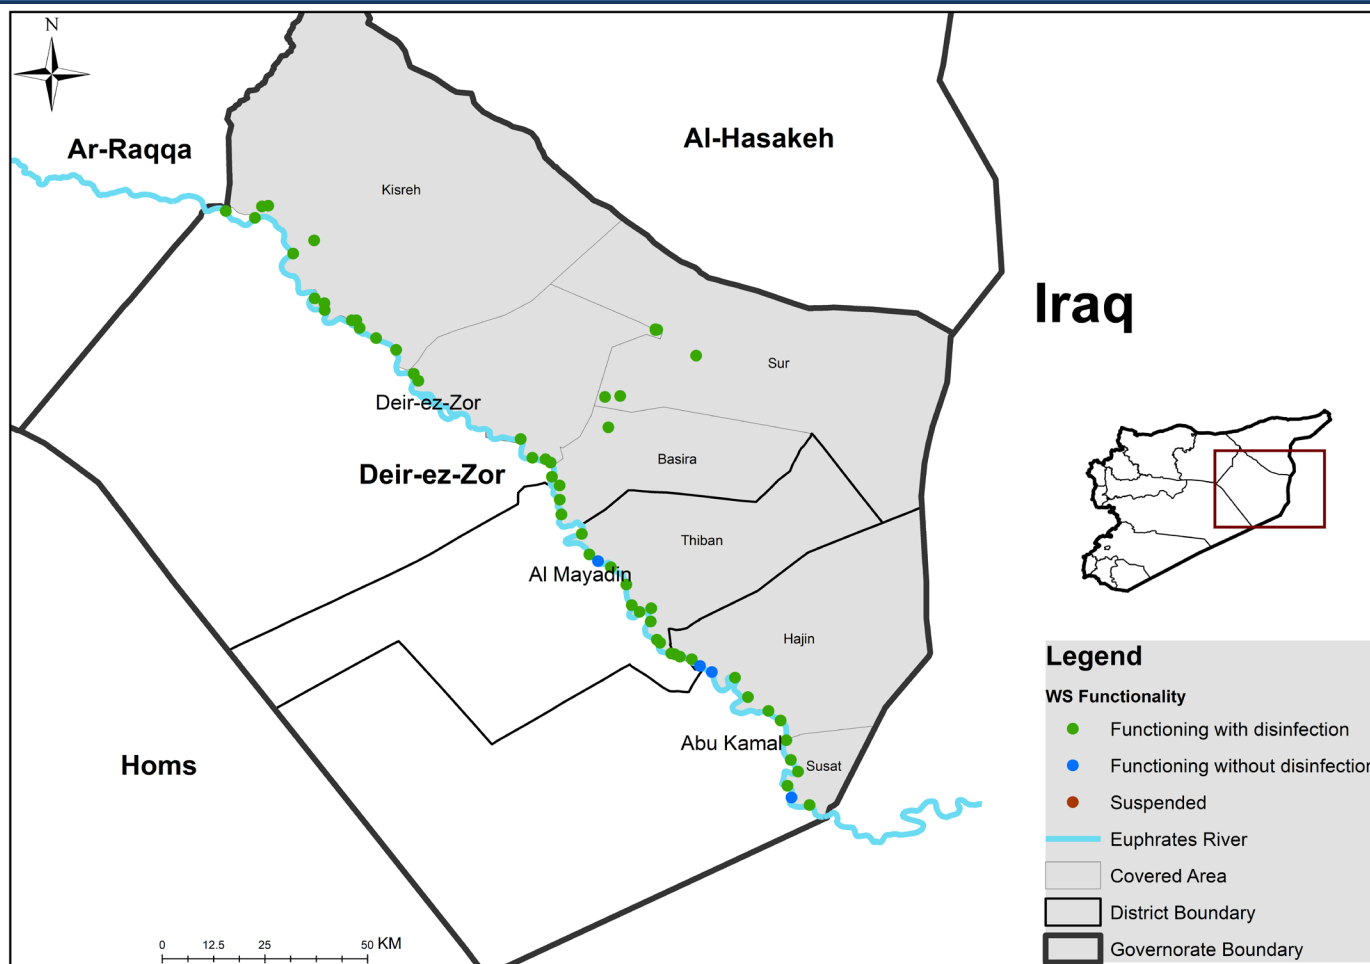 N
Ar-Raqqa
Al-Hasakeh
Kisreh
Iraq
Sur
Deir-ez-Zor
Basira
Deir-ez-Zor
Thiban
Al Mayadin
Hajin
Abu Kamal
Susat
Homs
0 12.5 25 50 KM
Legend
WS Functionality
Functioning with disinfection
Functioning without disinfection
Suspended
Euphrates River
Covered Area
District Boundary
Governorate Boundary